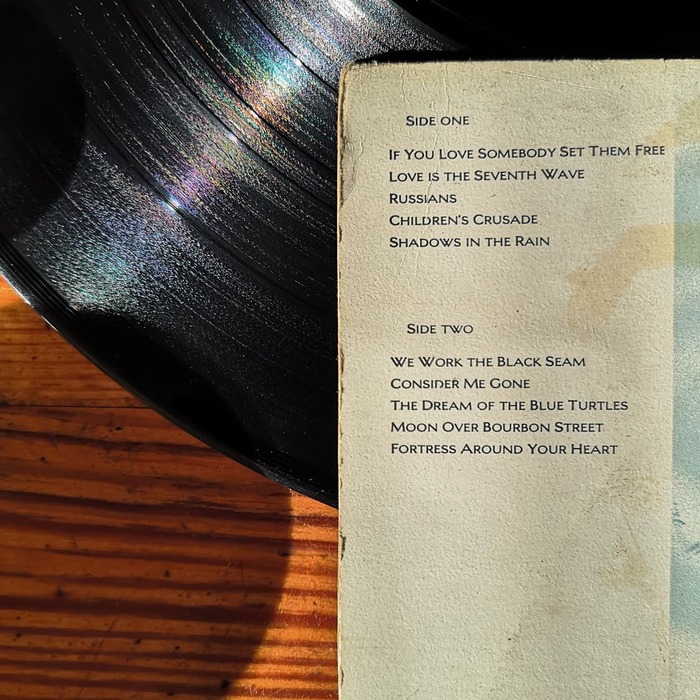 SIDE ONE
IF YOU LOVE SOMEBODY SET THEM FREE
LOVE IS THE SEVENTH WAVE
RUSSIANS
CHILDREN'S CRUSADE
SHADOWS IN THE RAIN
SIDE TWO
WE WORK THE BLACK SEAM
CONSIDER ME GONE
THE DREAM OF THE BLUE TURTLES
MOON OVER BOURBON STREET
FORTRESS AROUND YOUR HEART